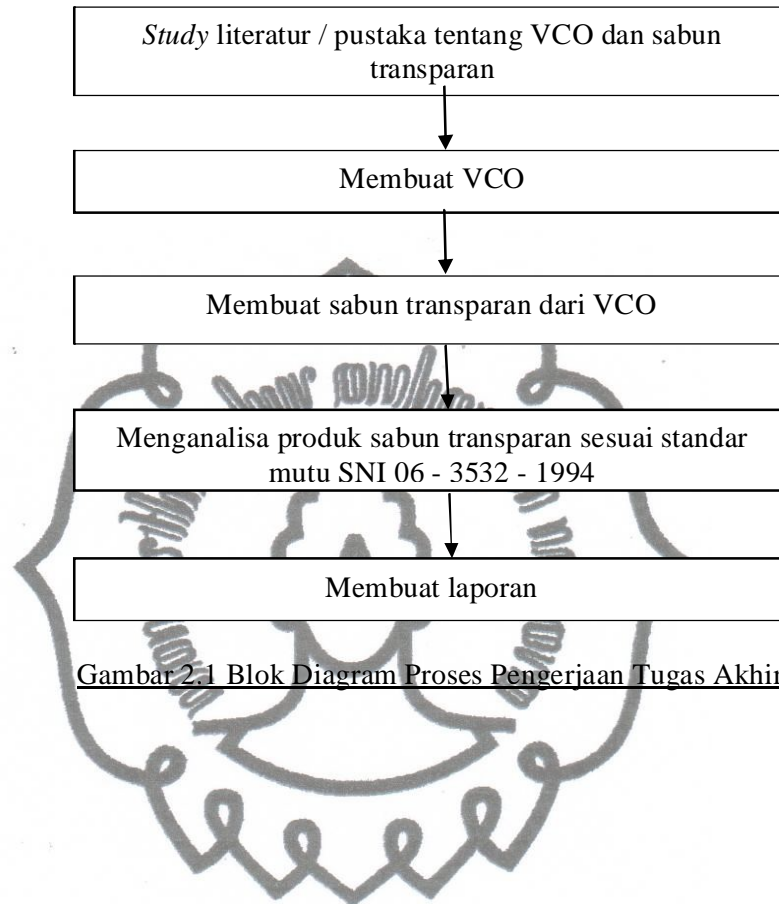 Study literatur / pustaka tentang VCO dan sabun
transparan
Membuat VCO
Membuat sabun transparan dari VCO
Menganalisa produk sabun transparan sesuai standar
mutu SNI 06 - 3532 - 1994
Membuat laporan
Gambar 2.1 Blok Diagram Proses Pengerjaan Tugas Akhir